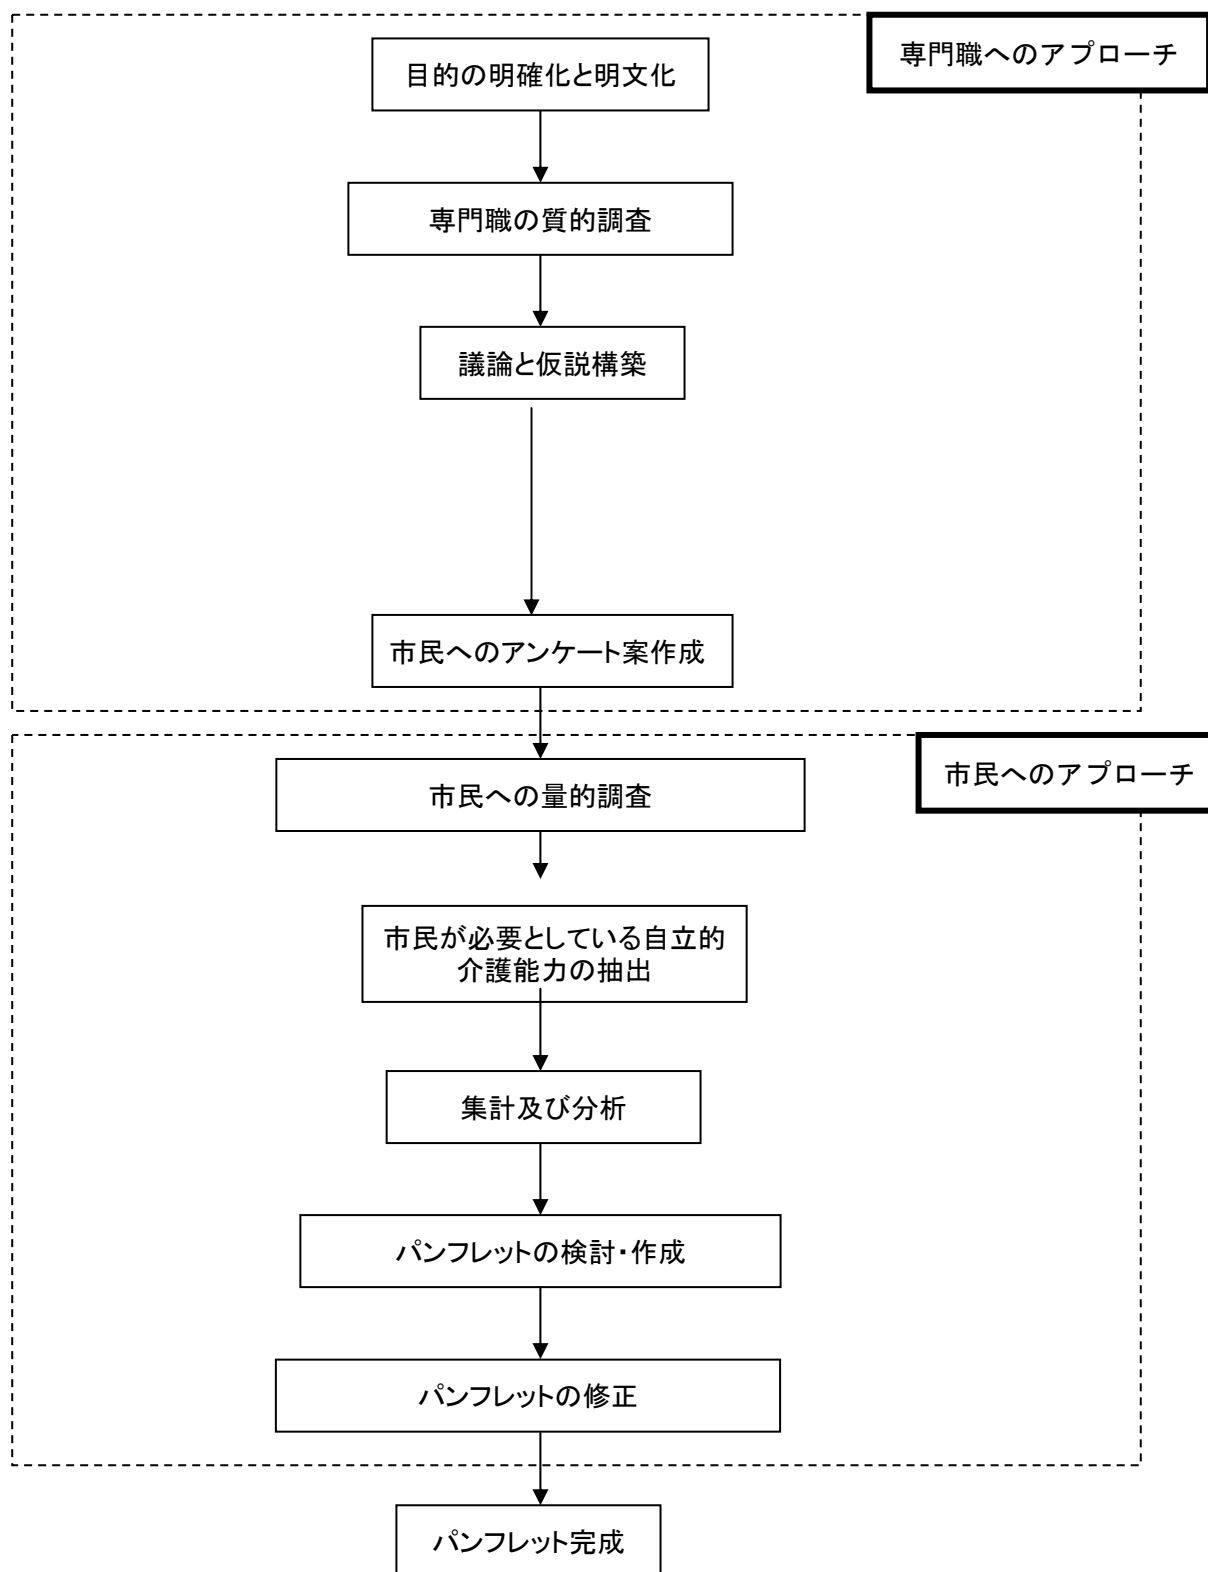 専門職へのアプローチ
目的の明確化と明文化
専門職の質的調査
議論と仮説構築
市民へのアンケート案作成
市民へのアプローチ
市民への量的調査
市民が必要としている自立的
介護能力の抽出
集計及び分析
パンフレットの検討・作成
パンフレットの修正
パンフレット完成